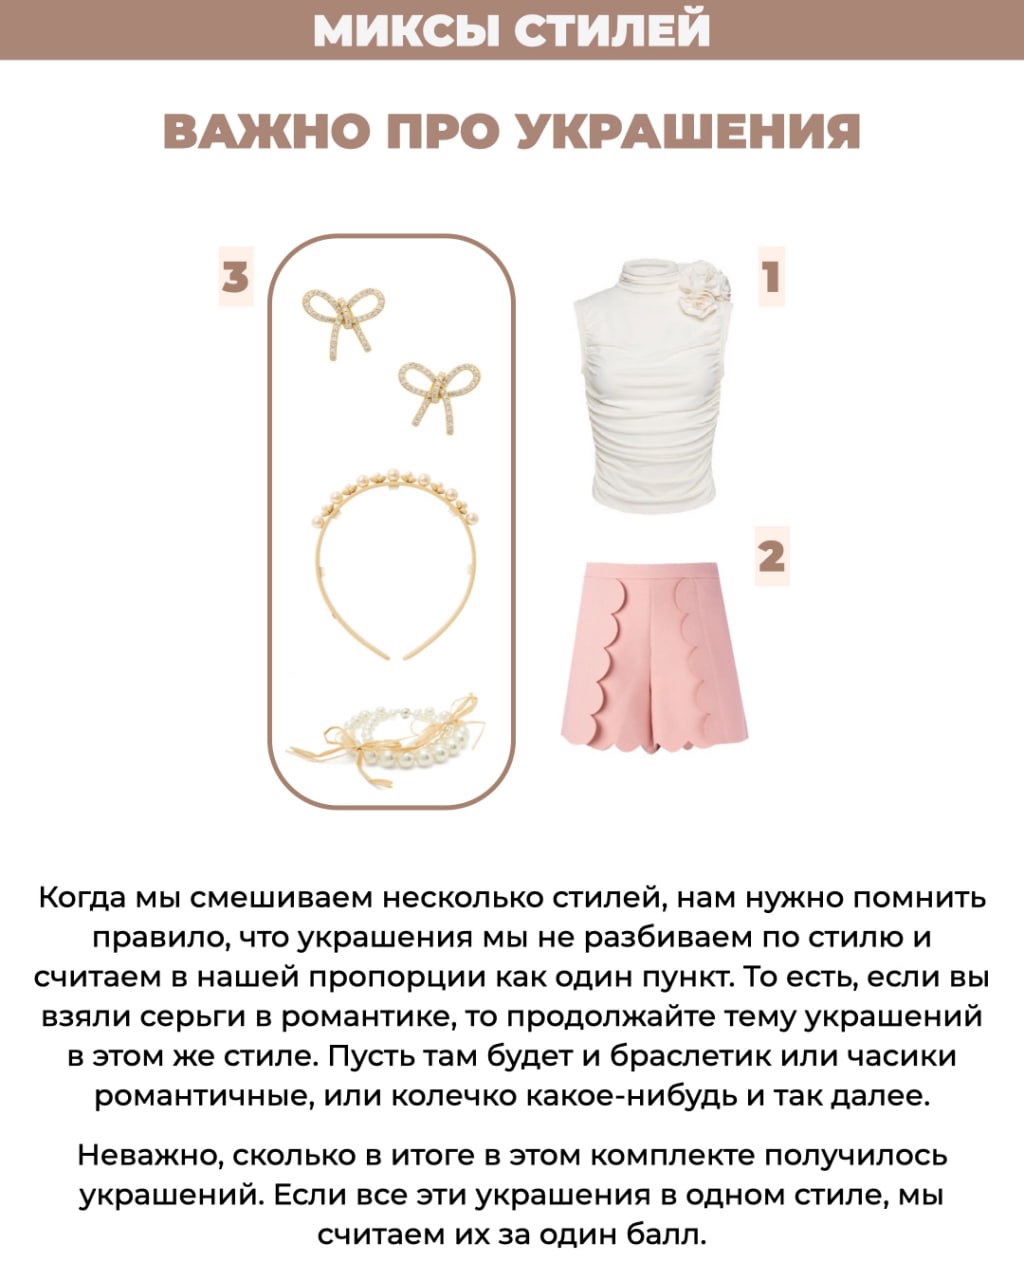 МИКСЫ СТИЛЕЙ
ВАЖНО ПРО УКРАШЕНИЯ
3
1
2
Когда мы смешиваем несколько стилей, нам нужно помнить
правило, что украшения мы не разбиваем по стилю и
считаем в нашей пропорции как один пункт. То есть, если вы
взяли серьги в романтике, то продолжайте тему украшений
в этом же стиле. Пусть там будет и браслетик или часики
романтичные, или колечко какое-нибудь и так далее.
Неважно, сколько в итоге в этом комплекте получилось
украшений. Если все эти украшения в одном стиле, мы
считаем их за один балл.